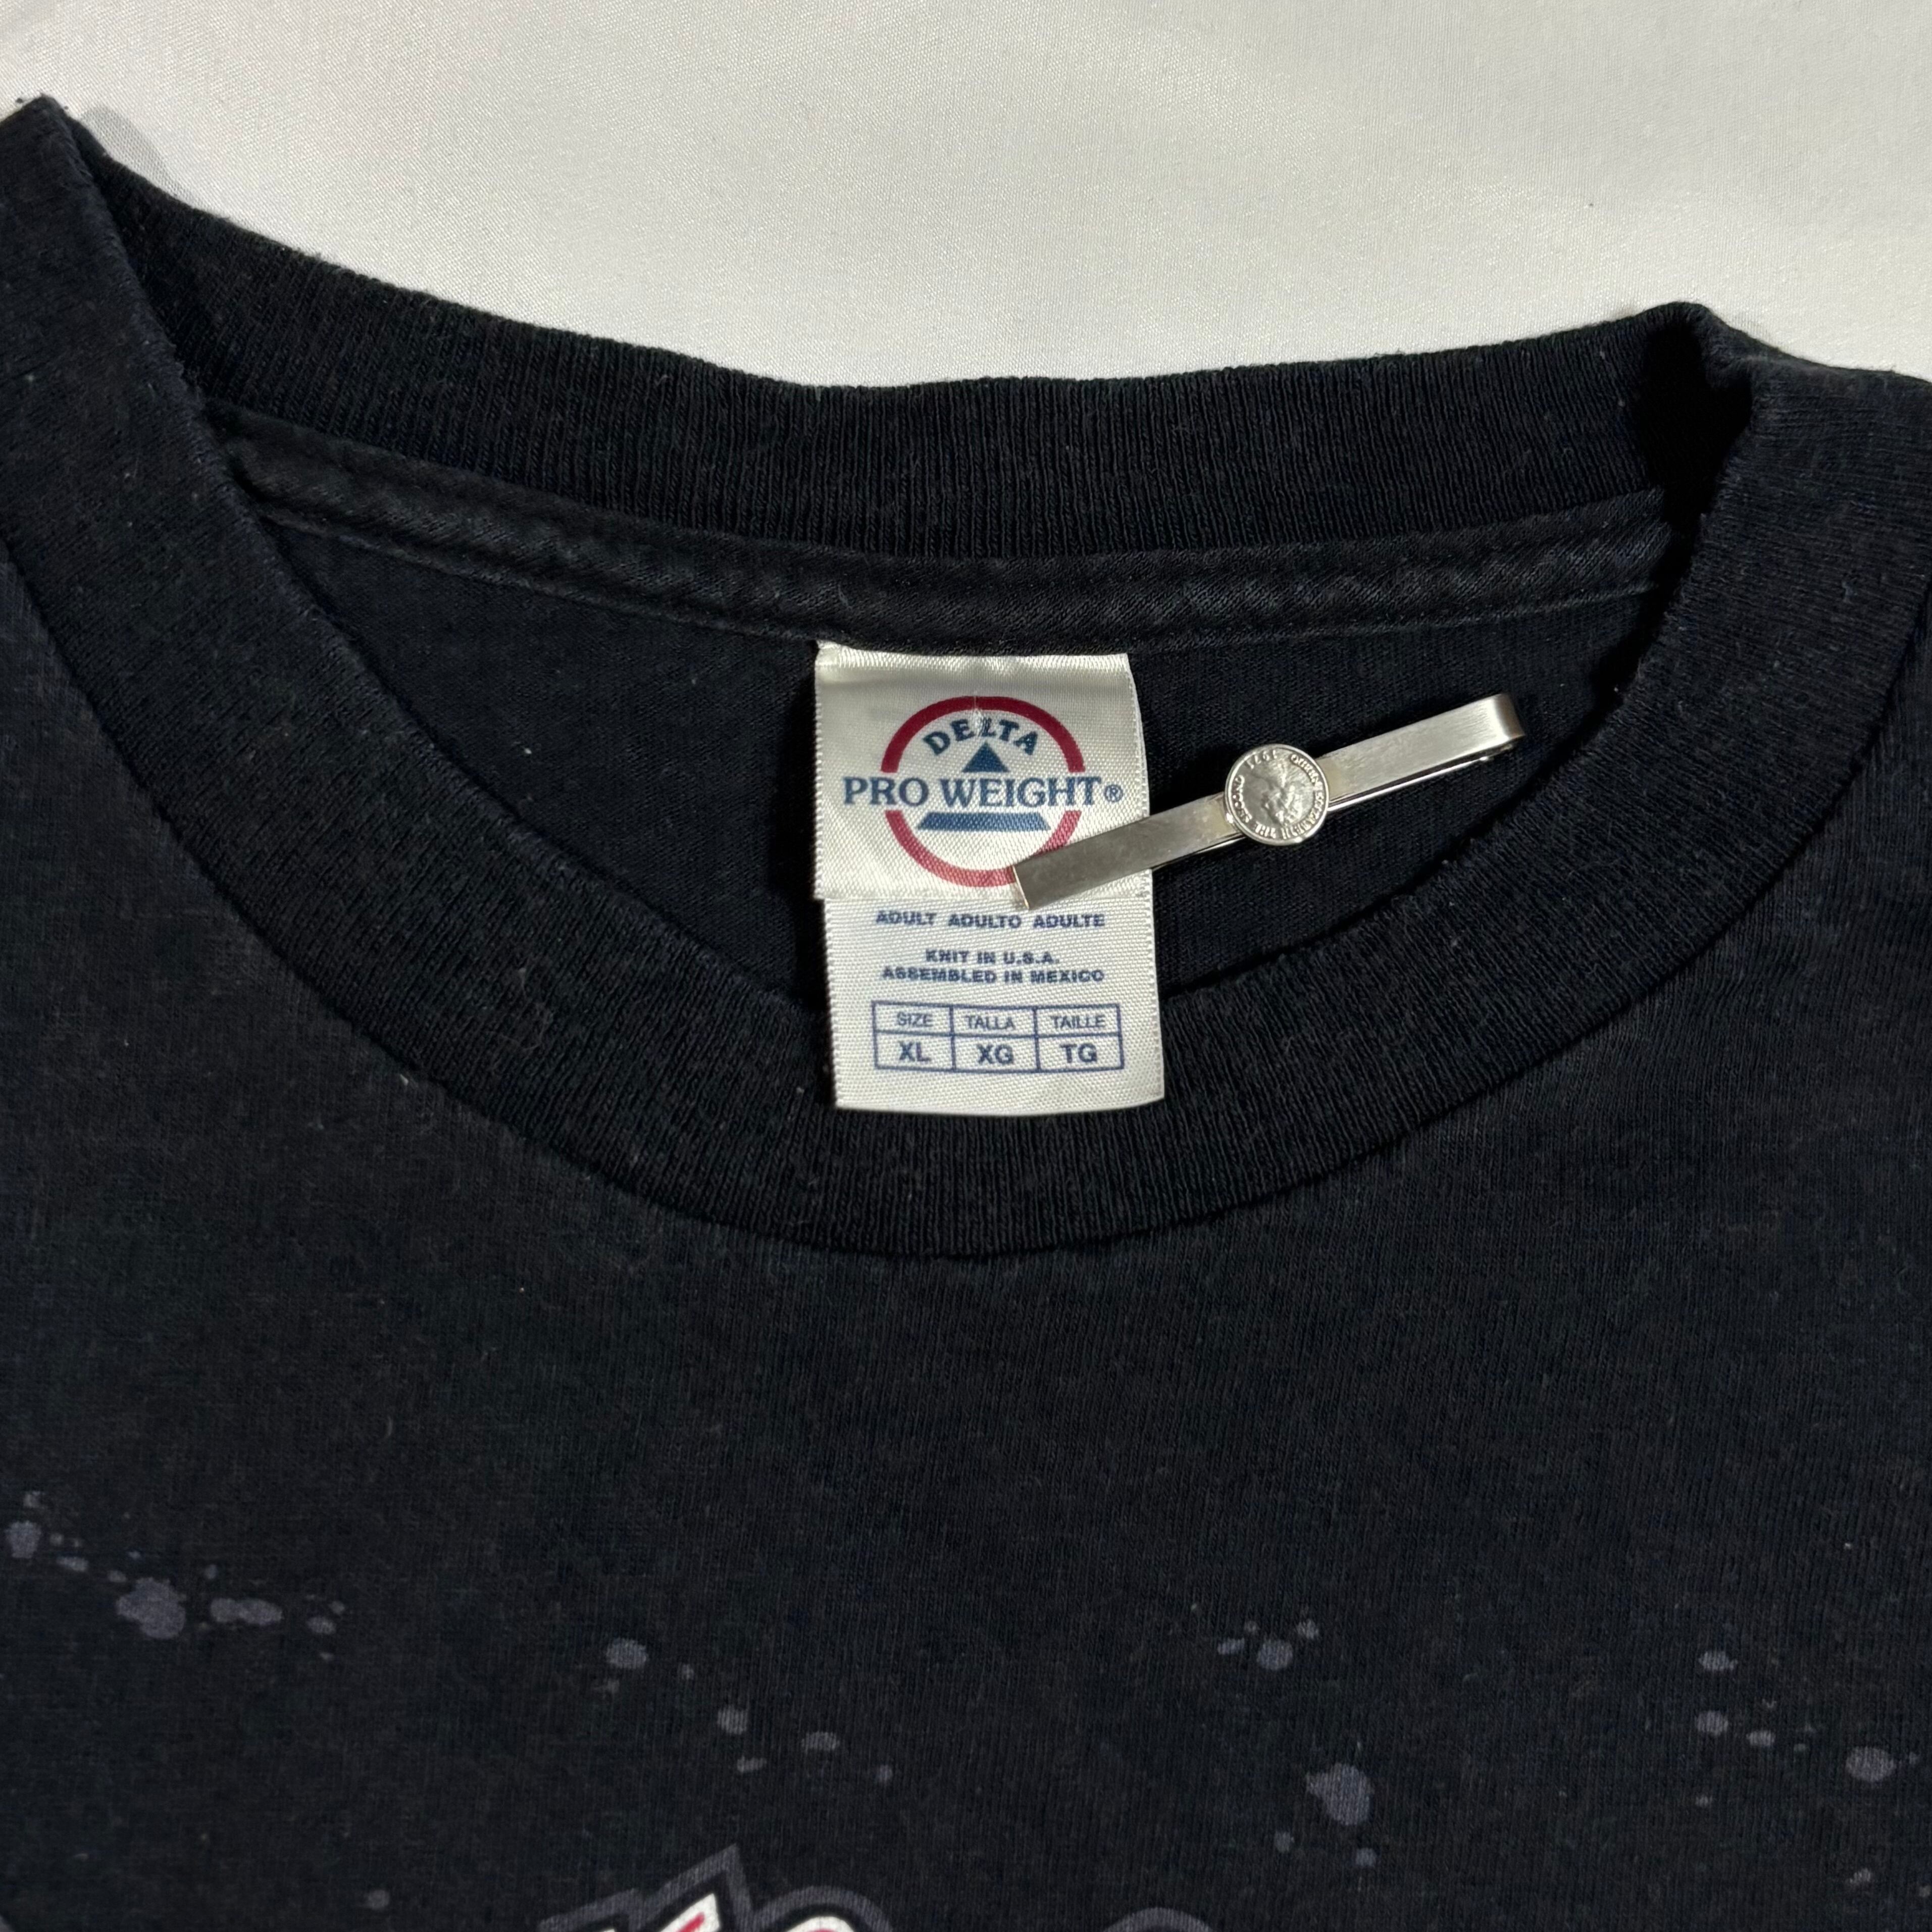 DELTA
PRO WEIGHT®
ADULT ADULTO ADULTE
KNIT IN U.S.A.
ASSEMBLED IN MEXICO
SIZE TALLA TAILLE
XL XG TG